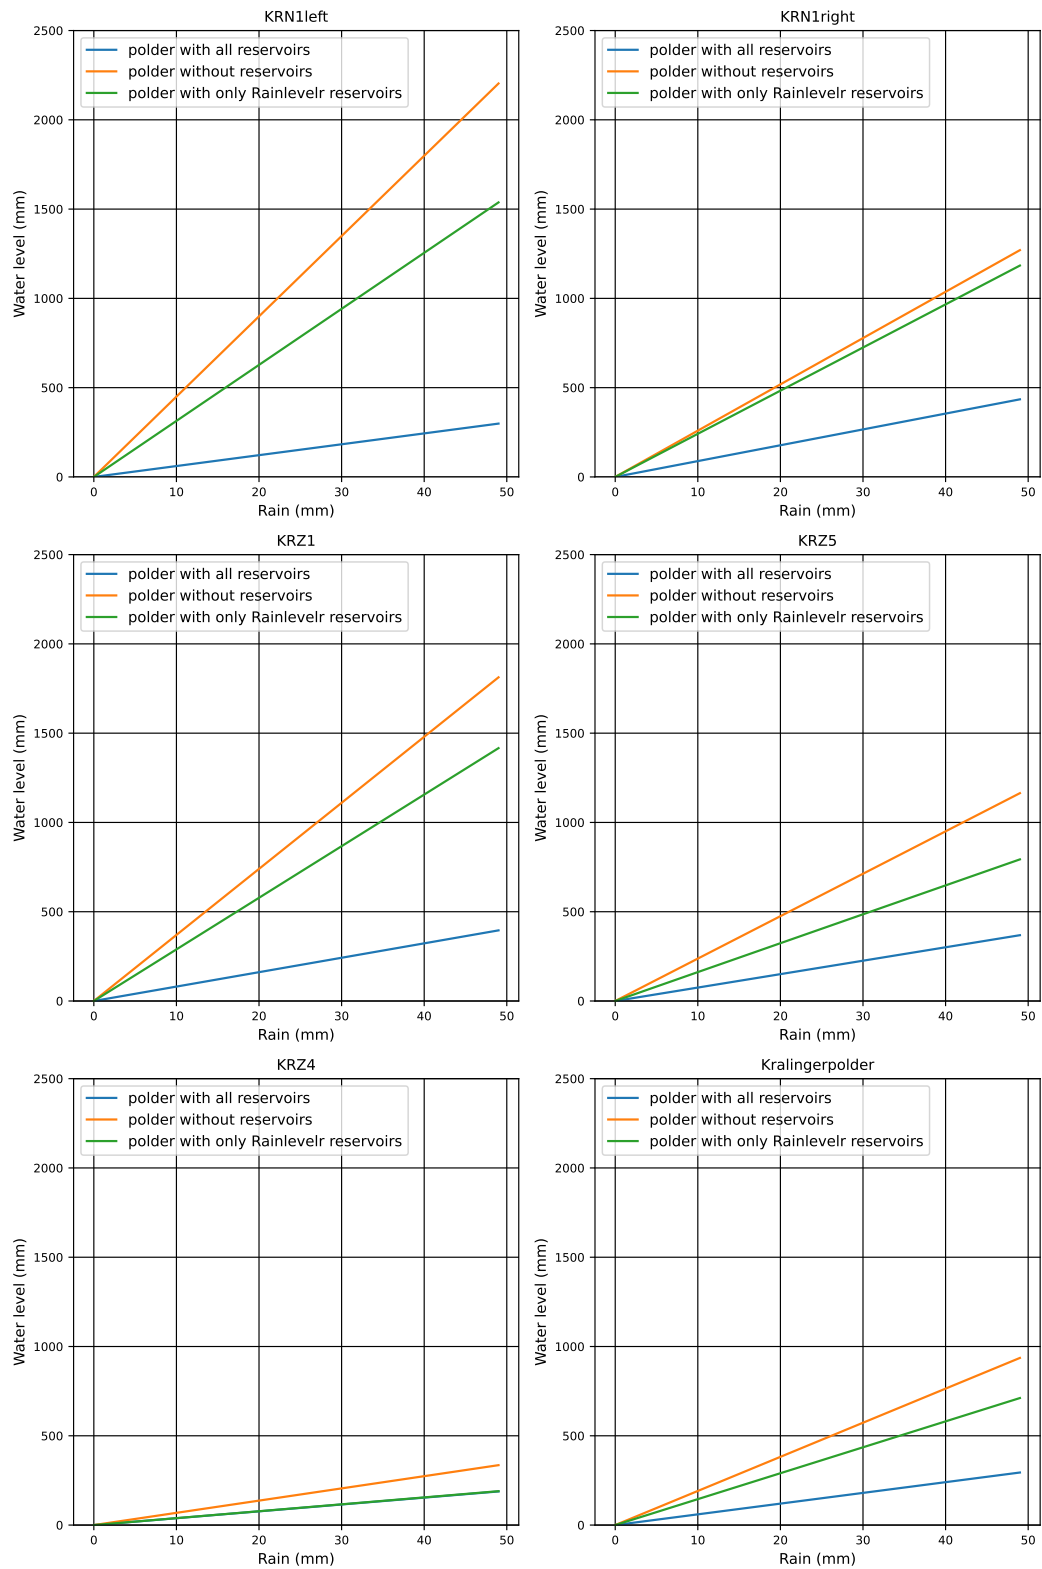 KRN1left
2500
2000
1500
1000
500
0
Water level (mm)
polder with all reservoirs
polder without reservoirs
polder with only Rainlevelr reservoirs
0 10 20 30 40 50
Rain (mm)
KRN1right
2500
2000
1500
1000
500
0
Water level (mm)
polder with all reservoirs
polder without reservoirs
polder with only Rainlevelr reservoirs
0 10 20 30 40 50
Rain (mm)
KRZ1
2500
2000
1500
1000
500
0
Water level (mm)
polder with all reservoirs
polder without reservoirs
polder with only Rainlevelr reservoirs
0 10 20 30 40 50
Rain (mm)
KRZ5
2500
2000
1500
1000
500
0
Water level (mm)
polder with all reservoirs
polder without reservoirs
polder with only Rainlevelr reservoirs
0 10 20 30 40 50
Rain (mm)
KRZ4
2500
2000
1500
1000
500
0
Water level (mm)
polder with all reservoirs
polder without reservoirs
polder with only Rainlevelr reservoirs
0 10 20 30 40 50
Rain (mm)
Kralingerpolder
2500
2000
1500
1000
500
0
Water level (mm)
polder with all reservoirs
polder without reservoirs
polder with only Rainlevelr reservoirs
0 10 20 30 40 50
Rain (mm)